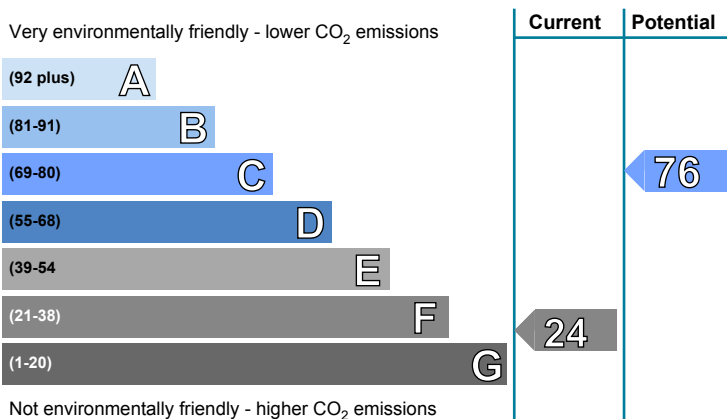 Very environmentally friendly - lower CO2 emissions
Current
Potential
(92 plus) A
(81-91) B
(69-80) C
76
(55-68) D
(39-54 E
(21-38) F
24
(1-20) G
Not environmentally friendly - higher CO2 emissions